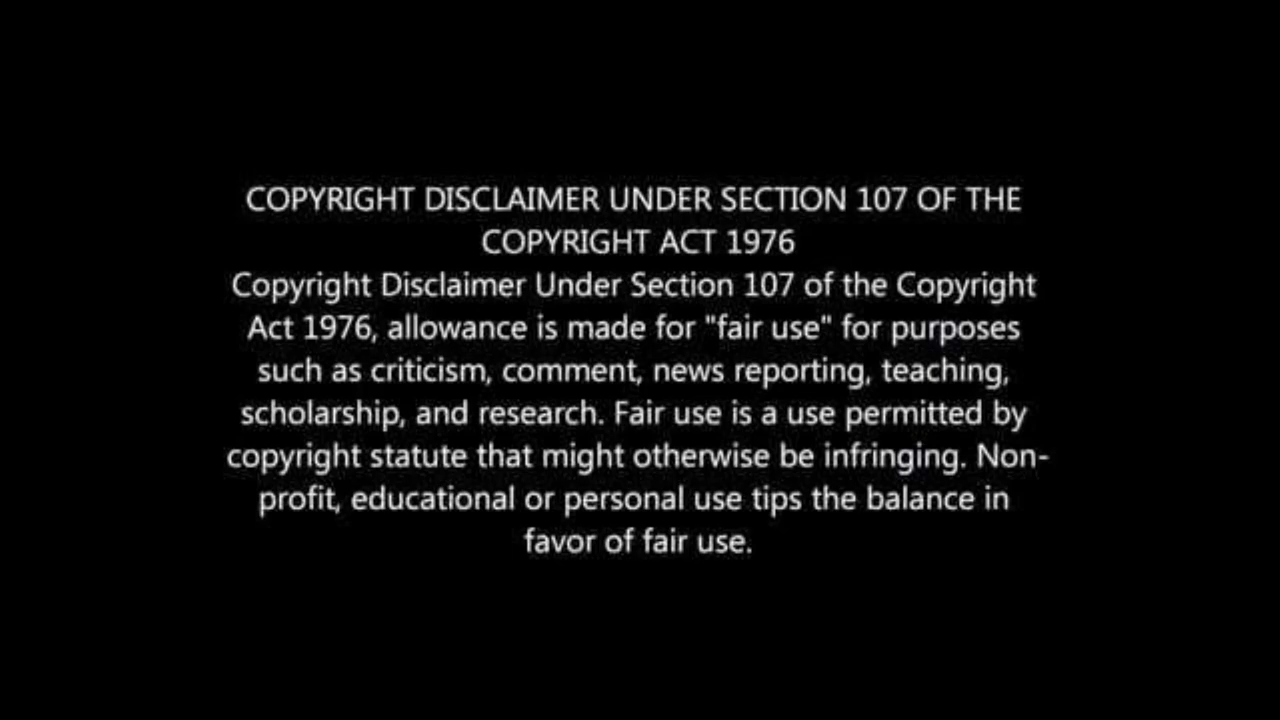 COPYRIGHT DISCLAIMER UNDER SECTION 107 OF THE
COPYRIGHT ACT 1976
Copyright Disclaimer Under Section 107 of the Copyright
Act 1976, allowance is made for "fair use" for purposes
such as criticism, comment, news reporting, teaching,
scholarship, and research. Fair use is a use permitted by
copyright statute that might otherwise be infringing. Non-
profit, educational or personal use tips the balance in
favor of fair use.